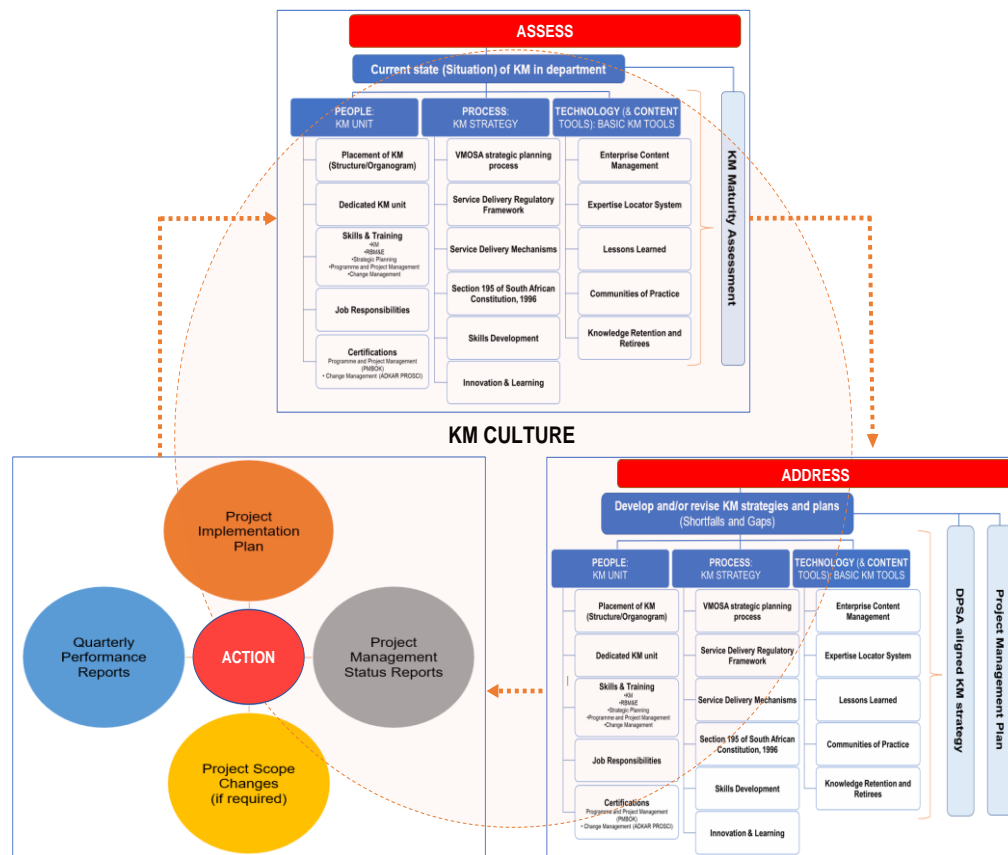 ASSESS
Current state (Situation) of KM in department
PEOPLE:
KM UNIT
Placement of KM
(Structure/Organogram)
Dedicated KM unit
Skills & Training
•KM
•RBM&E
•Strategic Planning
•Programme and Project Management
•Change Management
Job Responsibilities
Certifications
Programme and Project Management
(PMBOK)
• Change Management (ADKAR PROSCI)
PROCESS:
KM STRATEGY
VMOSA strategic planning
process
Service Delivery Regulatory
Framework
Service Delivery Mechanisms
Section 195 of South African
Constitution, 1996
Skills Development
Innovation & Learning
TECHNOLOGY (& CONTENT
TOOLS): BASIC KM TOOLS
Enterprise Content
Management
Expertise Locator System
Lessons Learned
Communities of Practice
Knowledge Retention and
Retirees
KM Maturity Assessment
KM CULTURE
ADDRESS
Develop and/or revise KM strategies and plans
(Shortfalls and Gaps)
PEOPLE:
KM UNIT
Placement of KM
(Structure/Organogram)
Dedicated KM unit
Skills & Training
•KM
•RBM&E
•Strategic Planning
•Programme and Project Management
•Change Management
Job Responsibilities
Certifications
Programme and Project Management
(PMBOK)
• Change Management (ADKAR PROSCI)
PROCESS:
KM STRATEGY
VMOSA strategic planning
process
Service Delivery Regulatory
Framework
Service Delivery Mechanisms
Section 195 of South African
Constitution, 1996
Skills Development
Innovation & Learning
TECHNOLOGY (& CONTENT
TOOLS): BASIC KM TOOLS
Enterprise Content
Management
Expertise Locator System
Lessons Learned
Communities of Practice
Knowledge Retention and
Retirees
DPSA aligned KM strategy
Project Management Plan
Project
Implementation
Plan
Quarterly
Performance
Reports
ACTION
Project
Management
Status Reports
Project Scope
Changes
(if required)